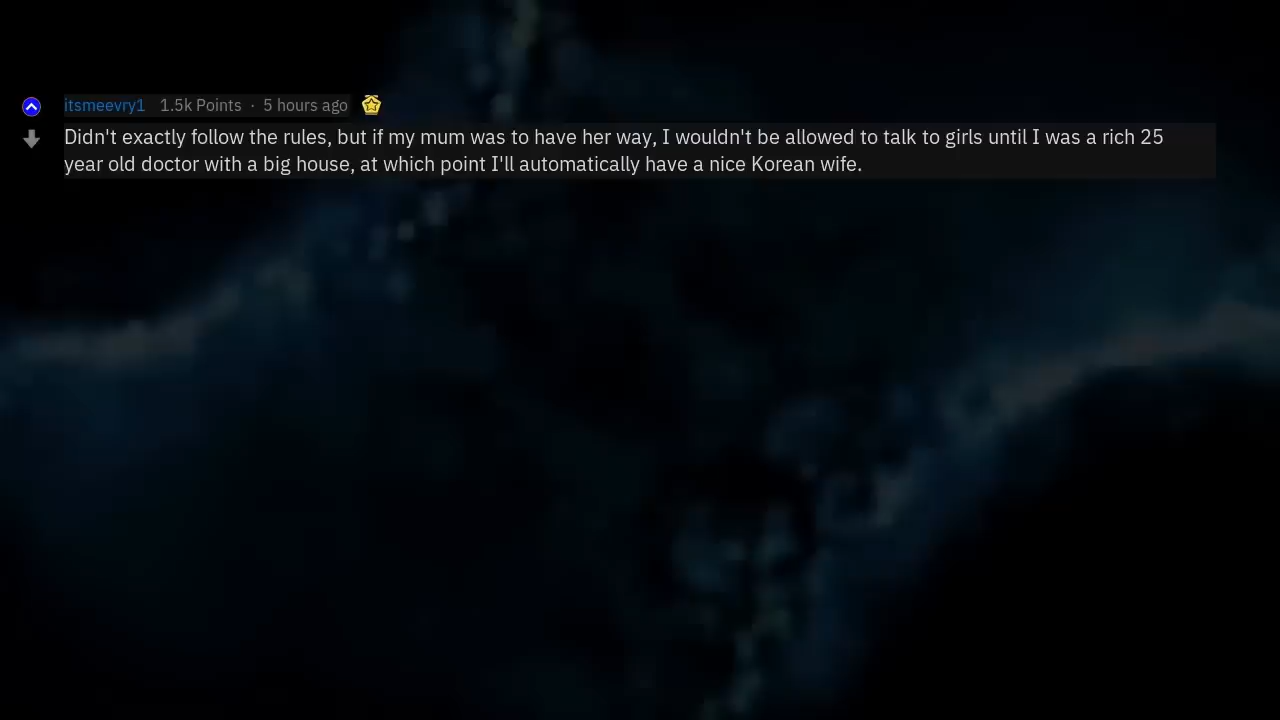 itsmeevry1 1.5k Points · 5 hours ago
Didn't exactly follow the rules, but if my mum was to have her way, I wouldn't be allowed to talk to girls until I was a rich 25
year old doctor with a big house, at which point I'll automatically have a nice Korean wife.